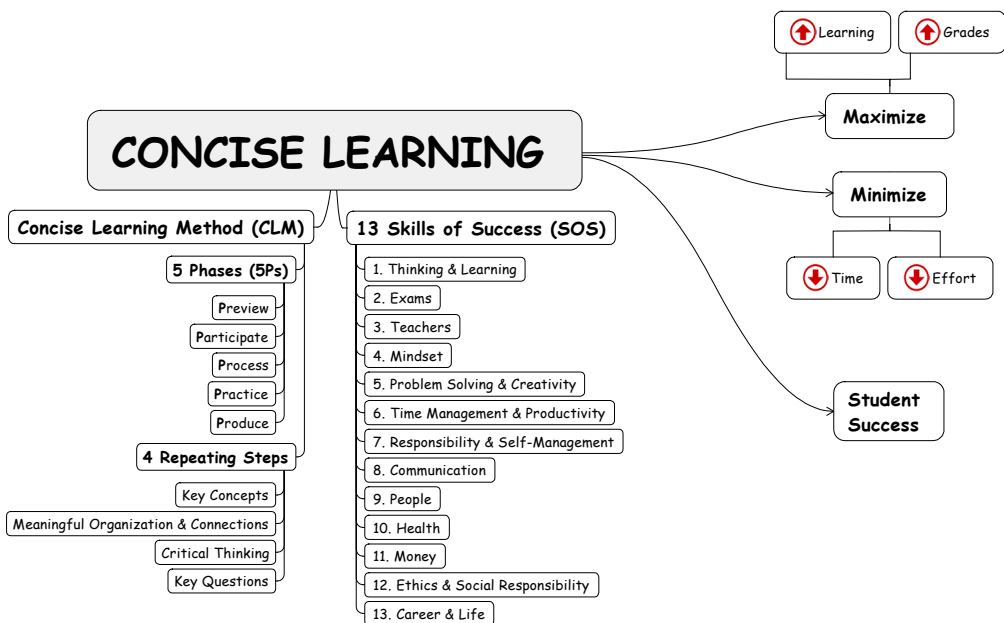 CONCISE LEARNING
Concise Learning Method (CLM)
5 Phases (5Ps)
Preview
Participate
Process
Practice
Produce
4 Repeating Steps
Key Concepts
Meaningful Organization & Connections
Critical Thinking
Key Questions
13 Skills of Success (SOS)
1. Thinking & Learning
2. Exams
3. Teachers
4. Mindset
5. Problem Solving & Creativity
6. Time Management & Productivity
7. Responsibility & Self-Management
8. Communication
9. People
10. Health
11. Money
12. Ethics & Social Responsibility
13. Career & Life
Learning
Grades
Maximize
Minimize
Time
Effort
Student
Success